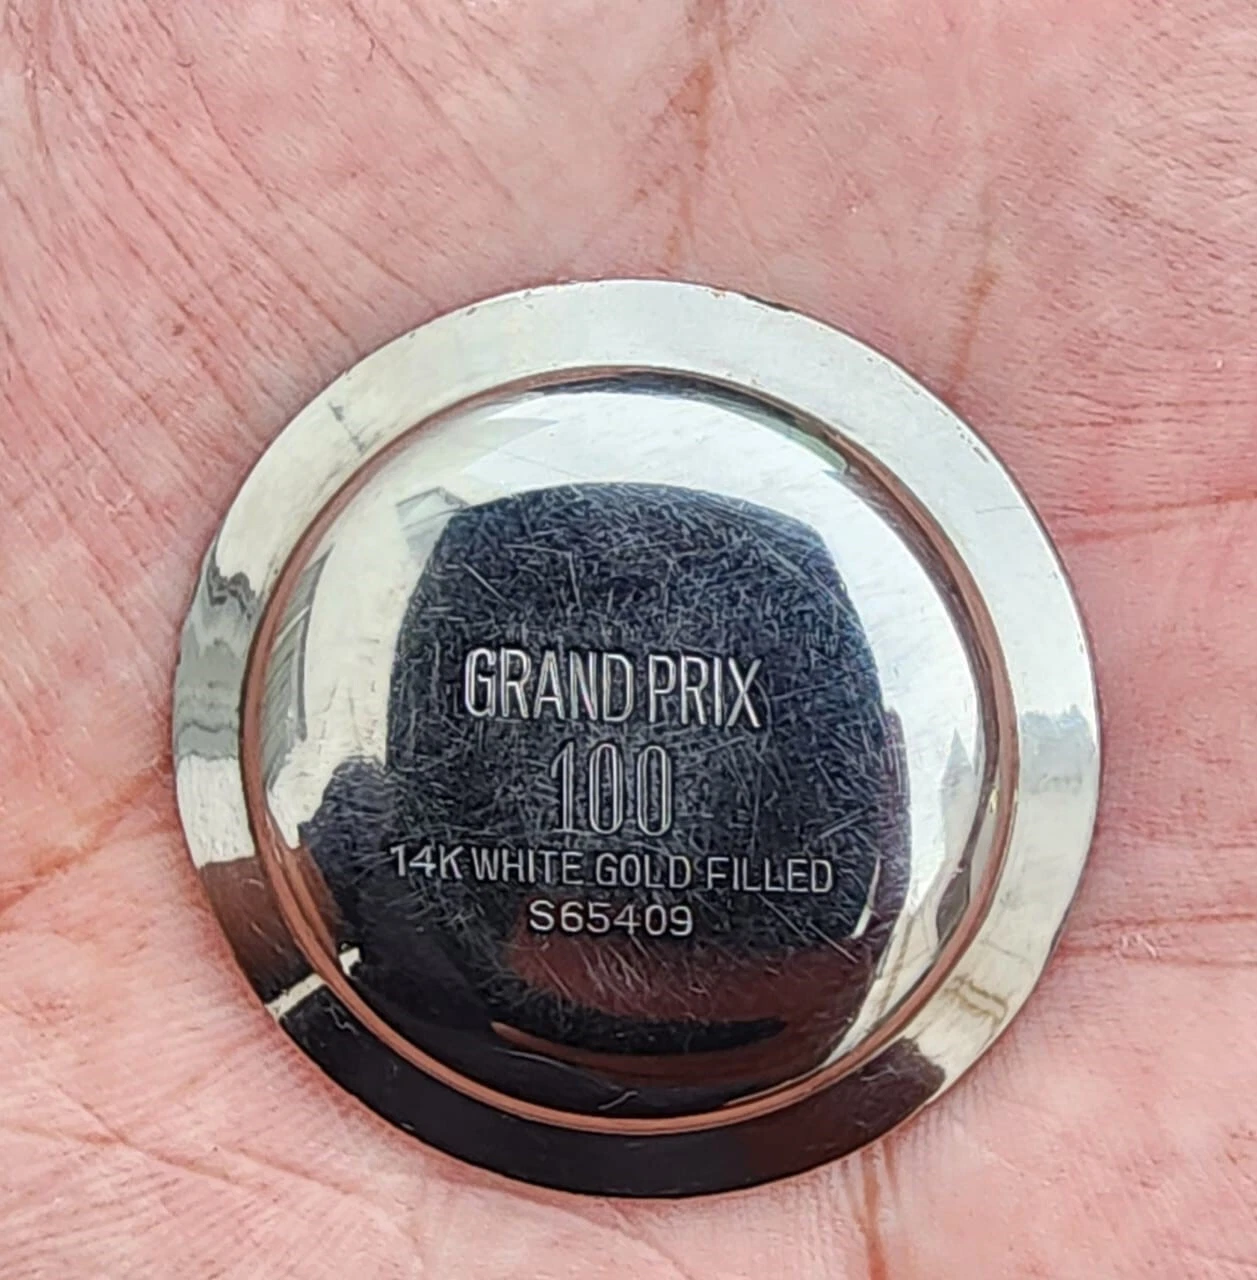 GRAND PRIX
100
14K WHITE GOLD FILLED
S65409